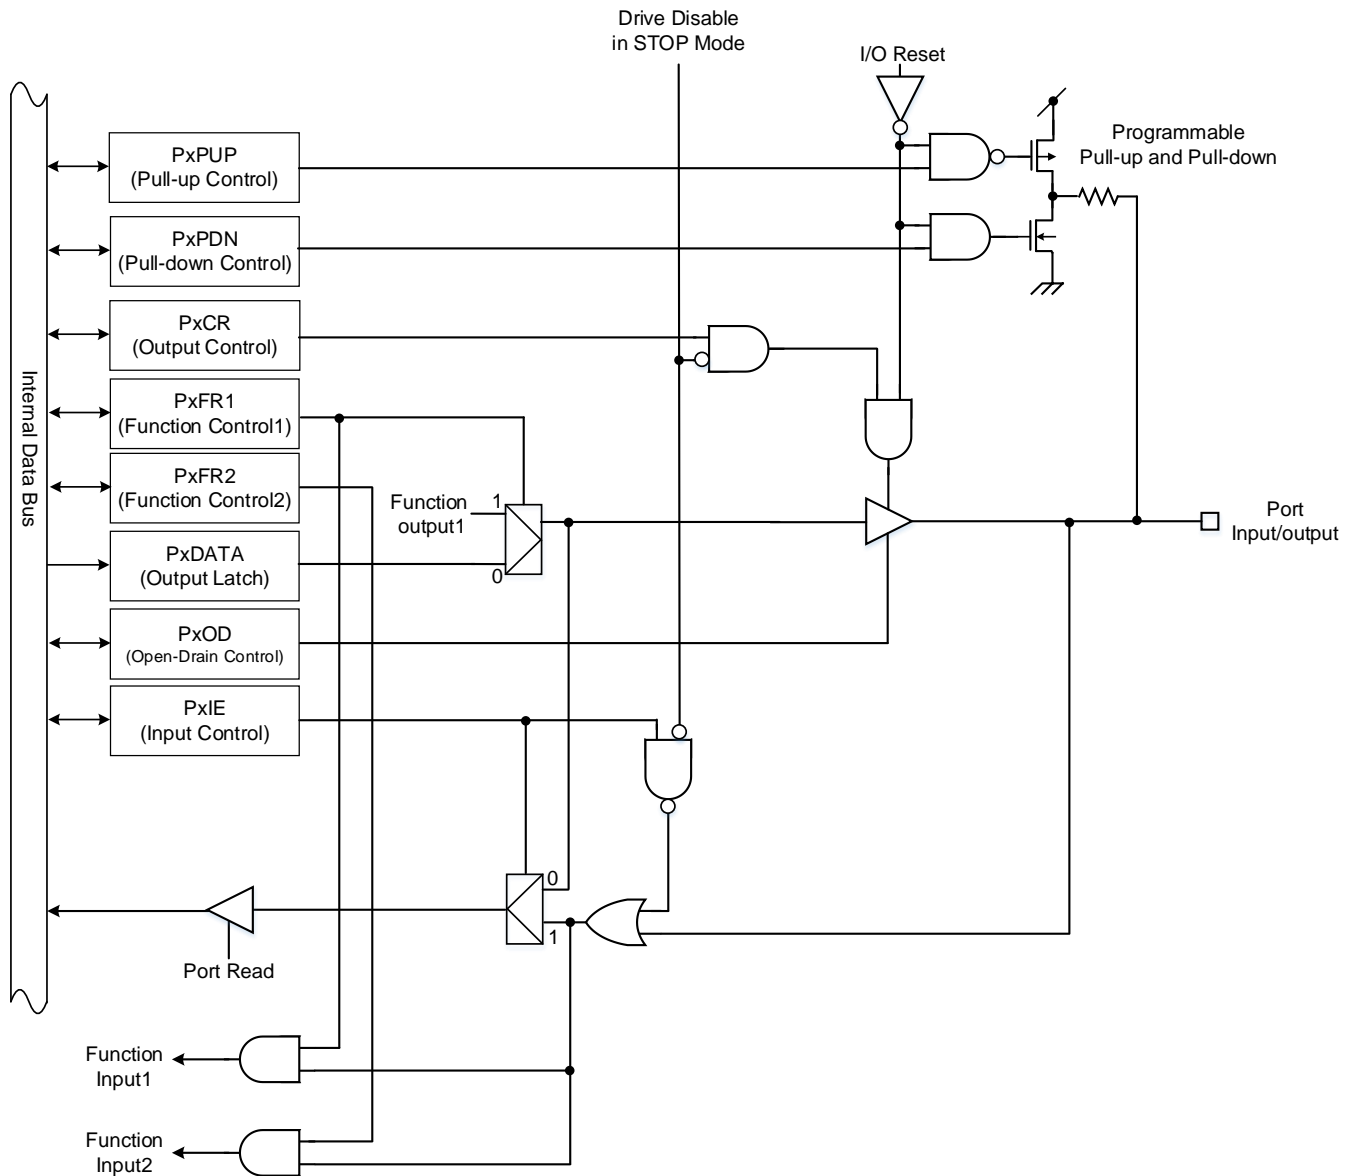 Drive Disable
in STOP Mode
I/O Reset
Programmable
Pull-up and Pull-down
PxPUP
(Pull-up Control)
PxPDN
(Pull-down Control)
PxCR
(Output Control)
Internal Data Bus
PxFR1
(Function Control1)
PxFR2
(Function Control2)
Function
output1
1
0
Port
Input/output
PxDATA
(Output Latch)
PxOD
(Open-Drain Control)
PxIE
(Input Control)
0
1
Port Read
Function
Input1
Function
Input2